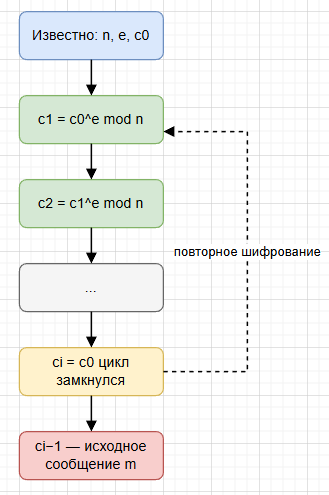 Известно: n, e, c0
c1 = c0^e mod n
c2 = c1^e mod n
повторное шифрование
...
ci = c0 цикл
замкнулся
ci−1 — исходное
сообщение m